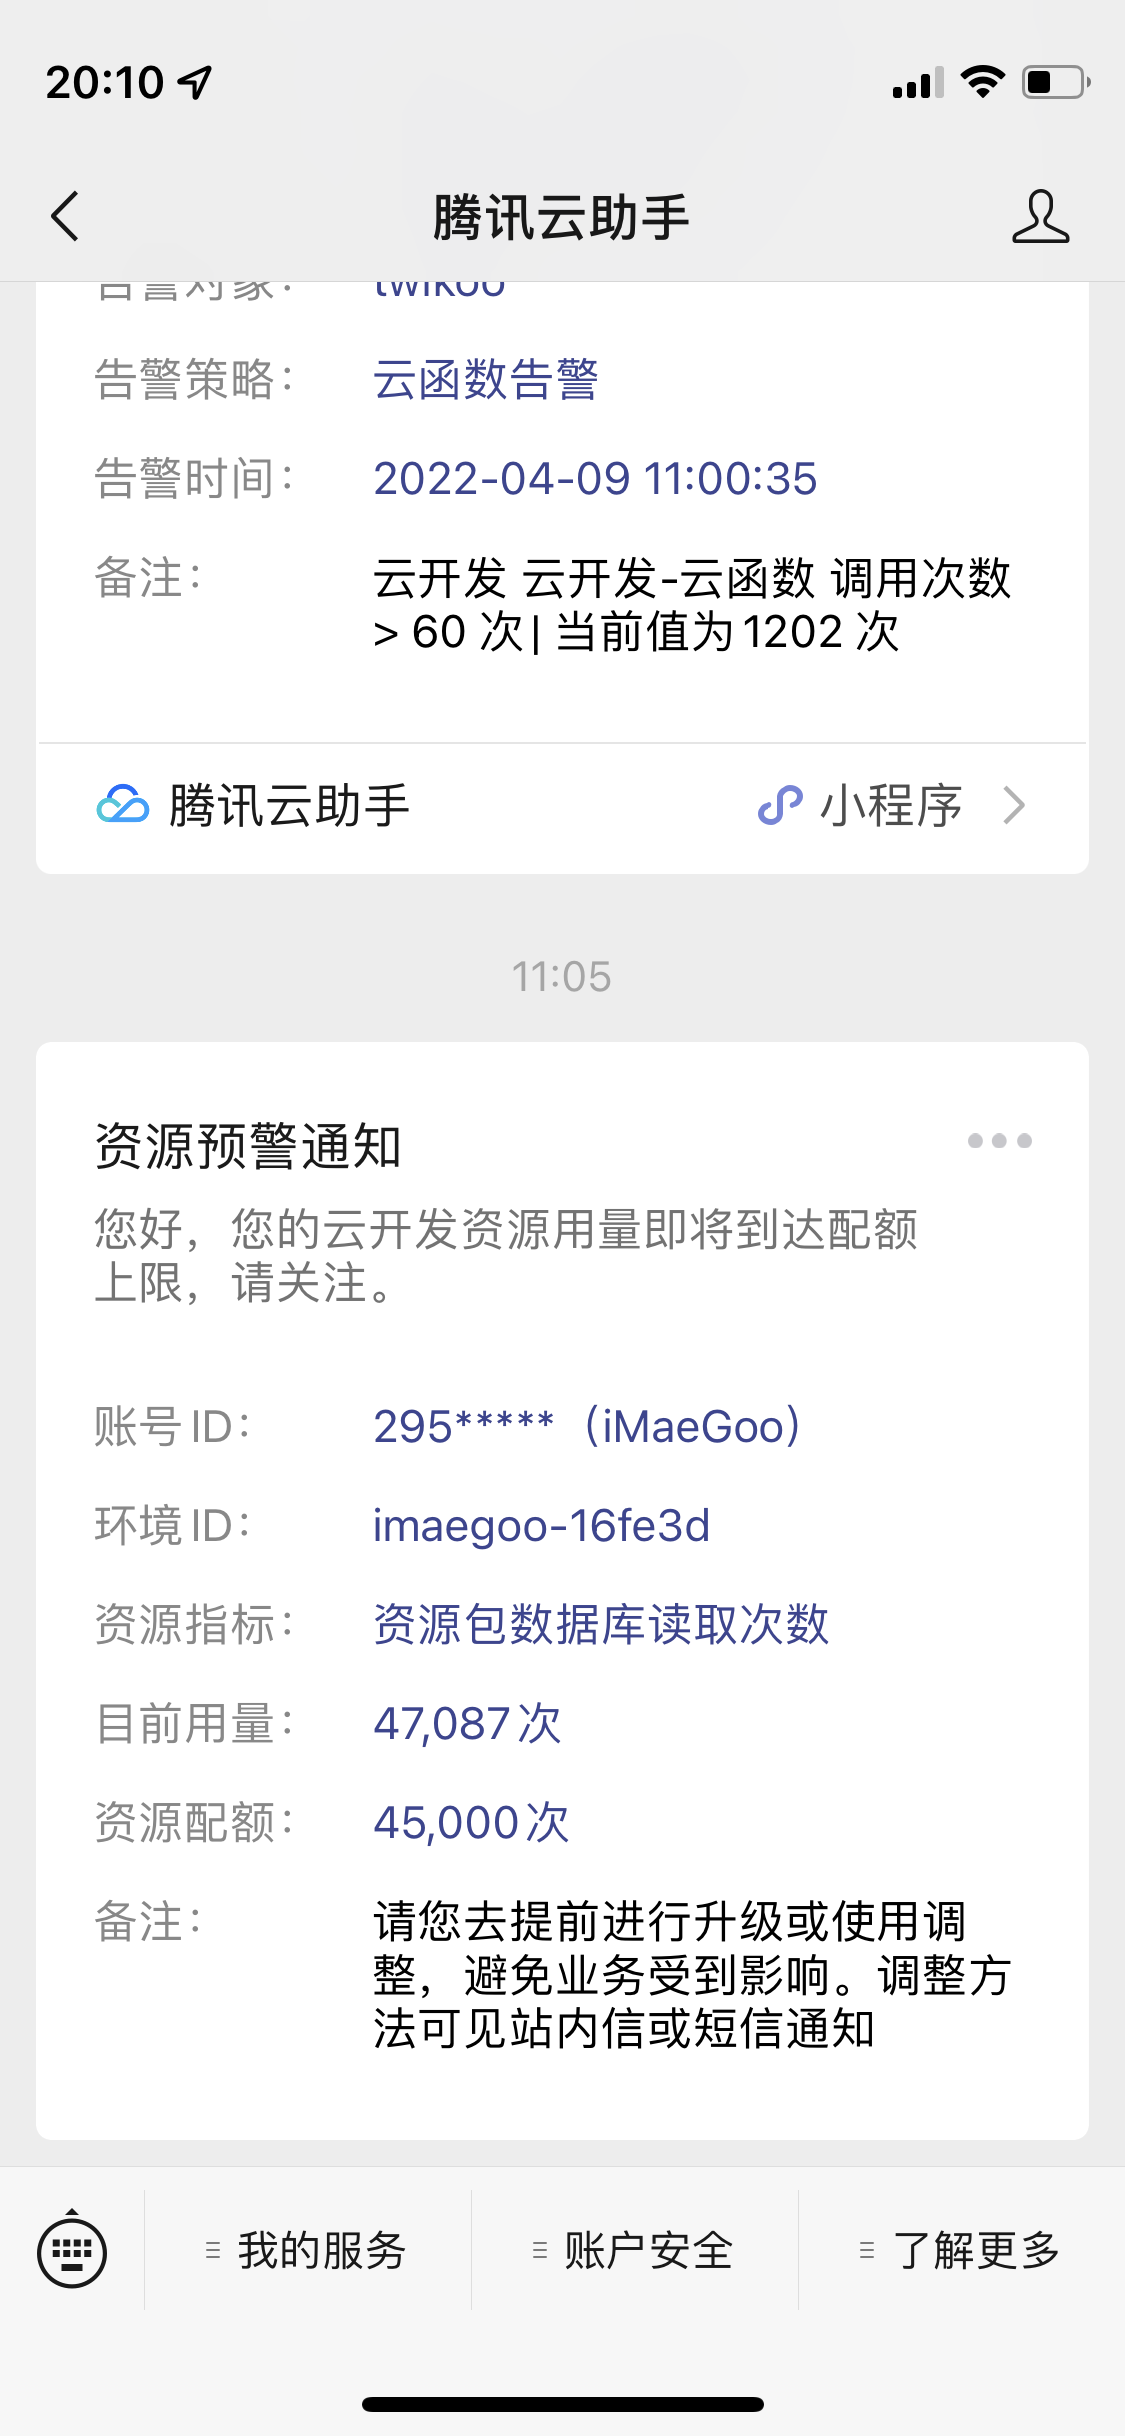 20:10
腾讯云助手
告警对象： twikoo
告警策略： 云函数告警
告警时间： 2022-04-09 11:00:35
备注： 云开发 云开发-云函数 调用次数
> 60 次| 当前值为 1202 次
腾讯云助手 小程序
11:05
资源预警通知
您好，您的云开发资源用量即将到达配额
上限，请关注。
账号 ID： 295*****（iMaeGoo）
环境 ID： imaegoo-16fe3d
资源指标： 资源包数据库读取次数
目前用量： 47,087 次
资源配额： 45,000 次
备注： 请您去提前进行升级或使用调
整，避免业务受到影响。调整方
法可见站内信或短信通知
我的服务 账户安全 了解更多